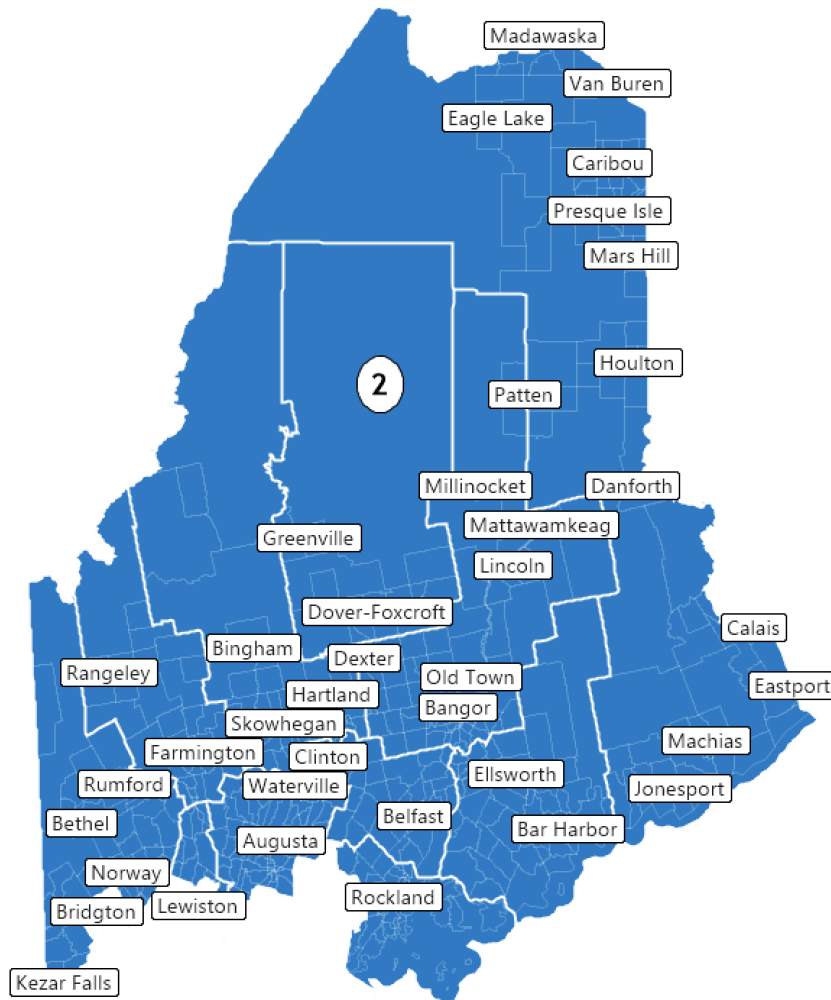 Madawaska
Van Buren
Eagle Lake
Caribou
Presque Isle
Mars Hill
Houlton
2
Patten
Millinocket
Danforth
Mattawamkeag
Greenville
Lincoln
Dover-Foxcroft
Calais
Bingham
Dexter
Rangeley
Old Town
Eastport
Hartland
Bangor
Skowhegan
Machias
Farmington
Clinton
Ellsworth
Rumford
Waterville
Jonesport
Belfast
Bethel
Bar Harbor
Augusta
Norway
Rockland
Lewiston
Bridgton
Kezar Falls